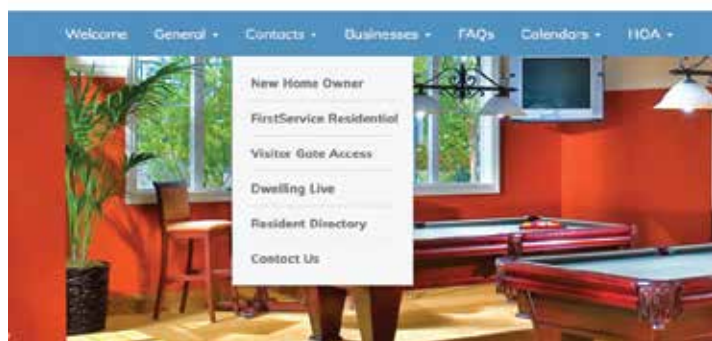 Welcome General + Contacts + Businesses + FAQs Calendars + HOA +
New Home Owner
FirstService Residential
Visitor Gate Access
Dwelling Live
Resident Directory
Contact Us